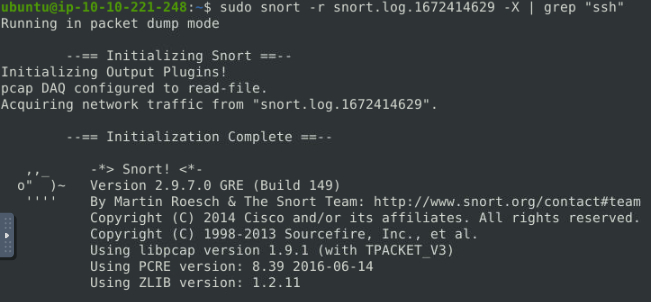 ubuntu@ip-10-10-221-248:~$ sudo snort -r snort.log.1672414629 -X | grep "ssh"
Running in packet dump mode
--== Initializing Snort ==--
Initializing Output Plugins!
pcap DAQ configured to read-file.
Acquiring network traffic from "snort.log.1672414629".
--== Initialization Complete ==--
,,_ -*> Snort! <*-
o" )~ Version 2.9.7.0 GRE (Build 149)
'''' By Martin Roesch & The Snort Team: http://www.snort.org/contact#team
Copyright (C) 2014 Cisco and/or its affiliates. All rights reserved.
Copyright (C) 1998-2013 Sourcefire, Inc., et al.
Using libpcap version 1.9.1 (with TPACKET_V3)
Using PCRE version: 8.39 2016-06-14
Using ZLIB version: 1.2.11